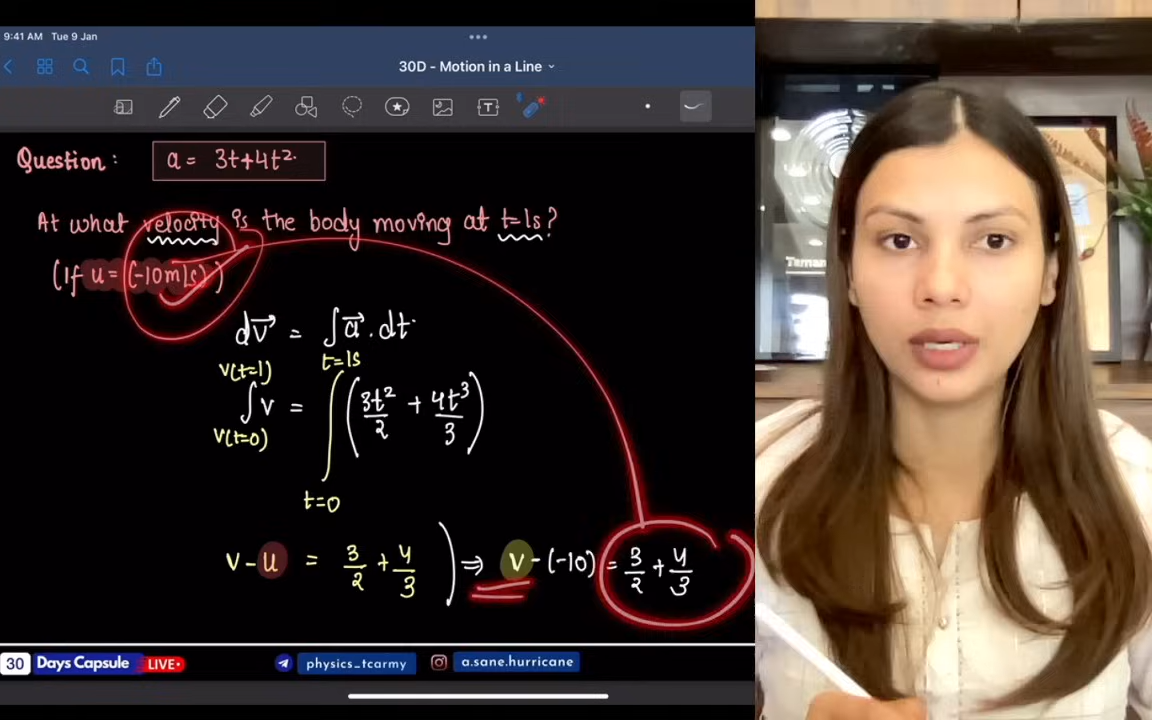 9:41 AM Tue 9 Jan
30D - Motion in a Line
T
Question: a = 3t+4t²
At what velocity is the body moving at t=1s?
(If u = (-10m/s))
dv⃗ = ∫a⃗.dt
v(t=1) t=1s
∫v = ∫(3t²/2 + 4t³/3)
v(t=0)
t=0
v-u = 3/2 + 4/3) ⇒ v-(-10) = 3/2 + 4/3
30 Days Capsule LIVE physics_tcarmy a.sane.hurricane